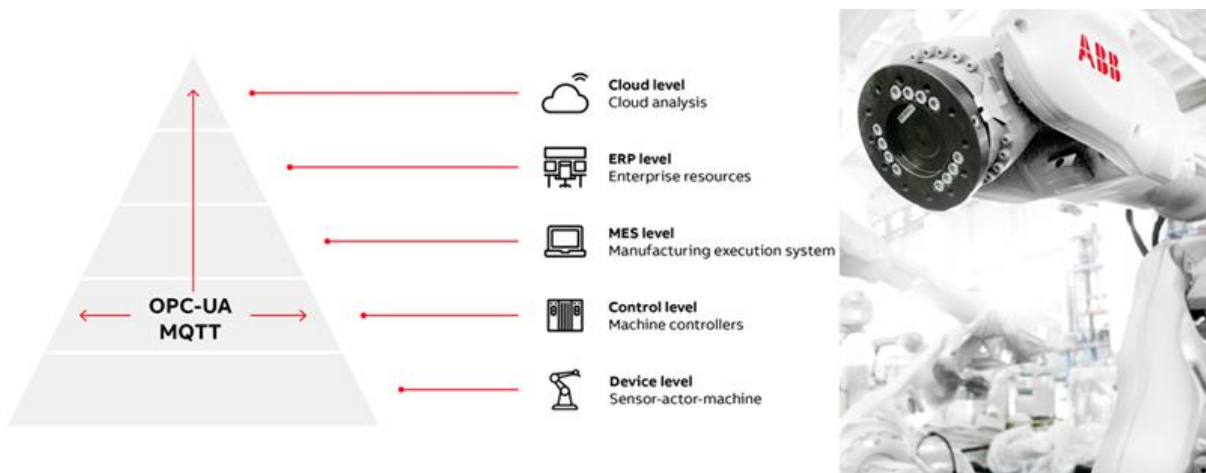 Cloud level
Cloud analysis
ERP level
Enterprise resources
MES level
Manufacturing execution system
OPC-UA
MQTT
Control level
Machine controllers
Device level
Sensor-actor-machine
ABB